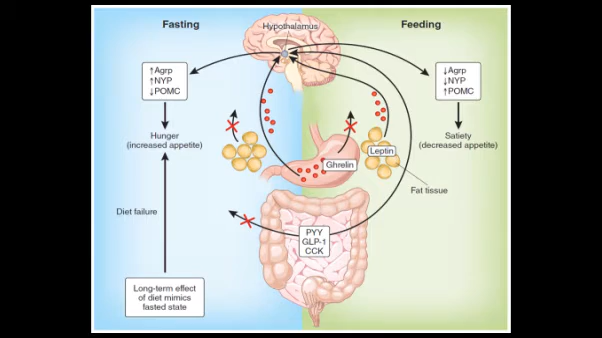 Fasting
Feeding
Hypothalamus
↑Agrp
↑NYP
↓POMC
↓Agrp
↓NYP
↑POMC
Hunger
(increased appetite)
Satiety
(decreased appetite)
Leptin
Ghrelin
Fat tissue
Diet failure
PYY
GLP-1
CCK
Long-term effect
of diet mimics
fasted state